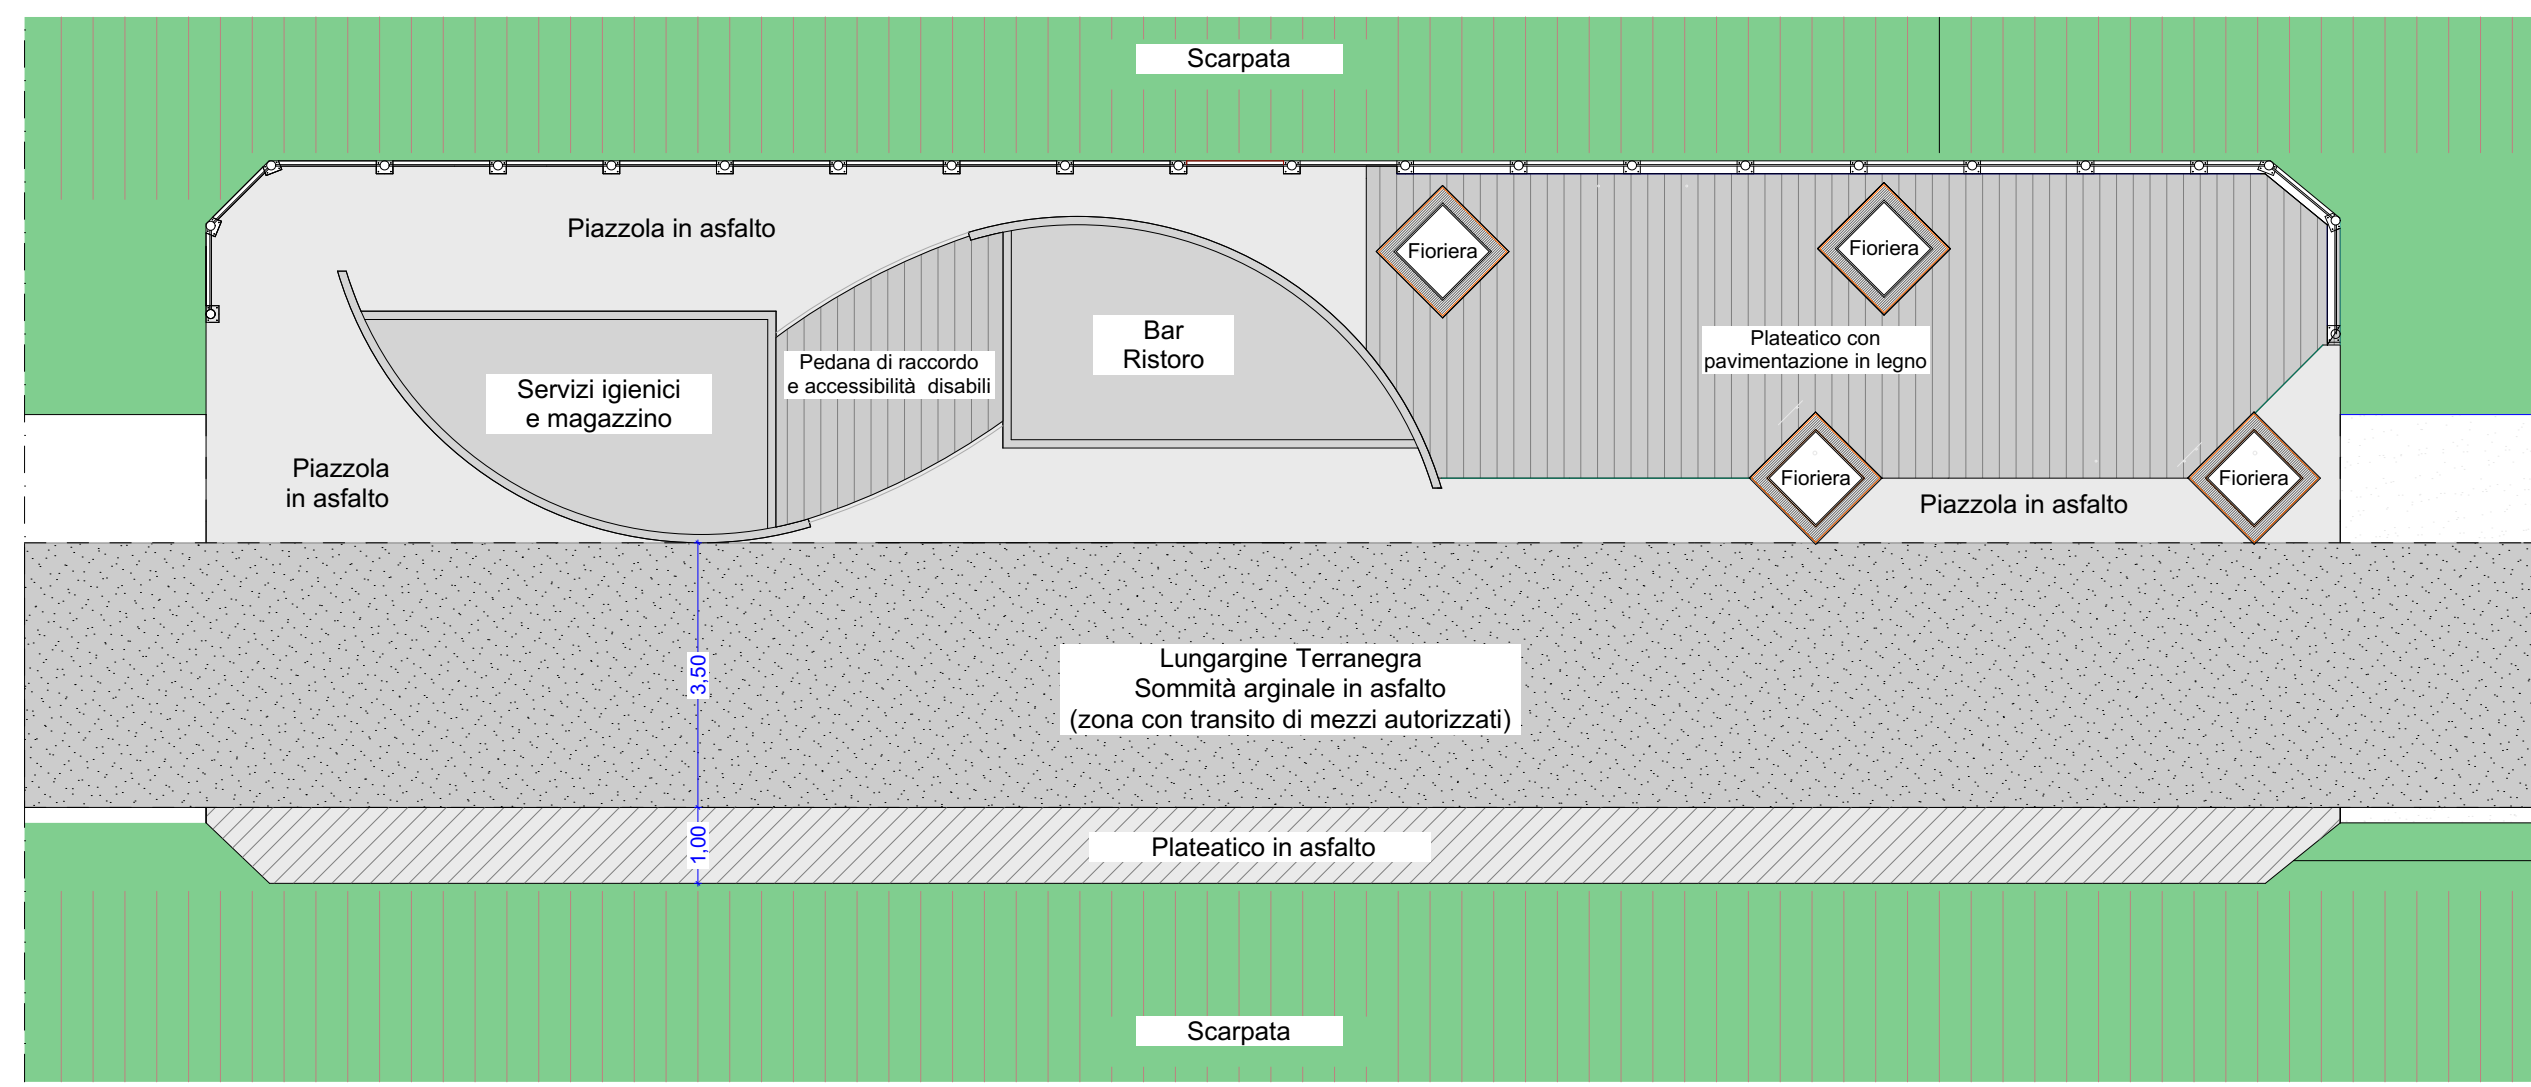 Scarpata
Piazzola in asfalto
Fioriera
Fioriera
Bar
Ristoro
Plateatico con
pavimentazione in legno
Pedana di raccordo
e accessibilità disabili
Servizi igienici
e magazzino
Piazzola
in asfalto
Fioriera
Fioriera
Piazzola in asfalto
3,50
Lungargine Terranegra
Sommità arginale in asfalto
(zona con transito di mezzi autorizzati)
1,00
Plateatico in asfalto
Scarpata